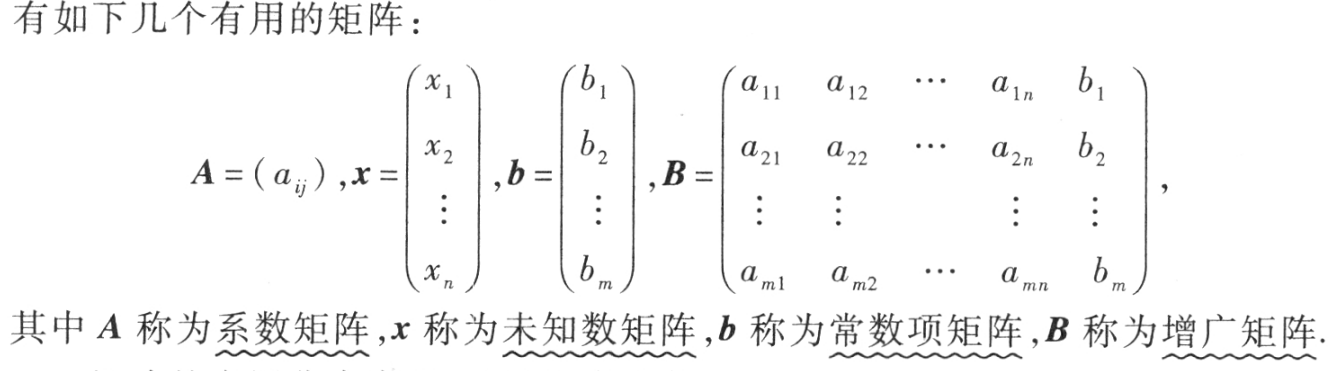 有如下几个有用的矩阵：
$$\boldsymbol{A}=(a_{ij}),\boldsymbol{x}=\begin{pmatrix}x_1\\x_2\\\vdots\\x_n\end{pmatrix},\boldsymbol{b}=\begin{pmatrix}b_1\\b_2\\\vdots\\b_m\end{pmatrix},\boldsymbol{B}=\begin{pmatrix}a_{11}&a_{12}&\cdots&a_{1n}&b_1\\a_{21}&a_{22}&\cdots&a_{2n}&b_2\\\vdots&\vdots&&\vdots&\vdots\\a_{m1}&a_{m2}&\cdots&a_{mn}&b_m\end{pmatrix},$$
其中 A 称为系数矩阵,x 称为未知数矩阵,b 称为常数项矩阵,B 称为增广矩阵.